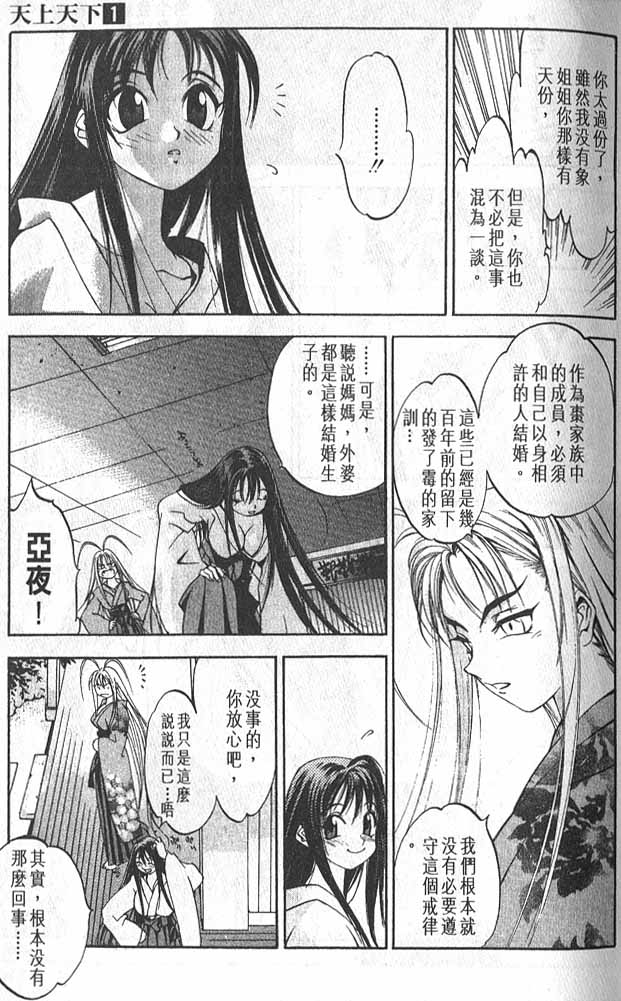 天上天下1
你太過份了，
雖然我没有象
姐姐你那樣有
天份，
但是，你也
不必把這事
混為一談。
………!!
作為棗家族中
的成員，必須
和自己以身相
許的人結婚。
這些已經是幾
百年前的留下
的發了霉的家
訓…
……可是，
聽説媽媽，外婆
都是這樣結婚生
子的。
亞夜！
我們根本就
没有必要遵
守這個戒律
。
没事的，
你放心吧，
我只是這麼
説説而已…唔
其實，根本没有
那麼回事……